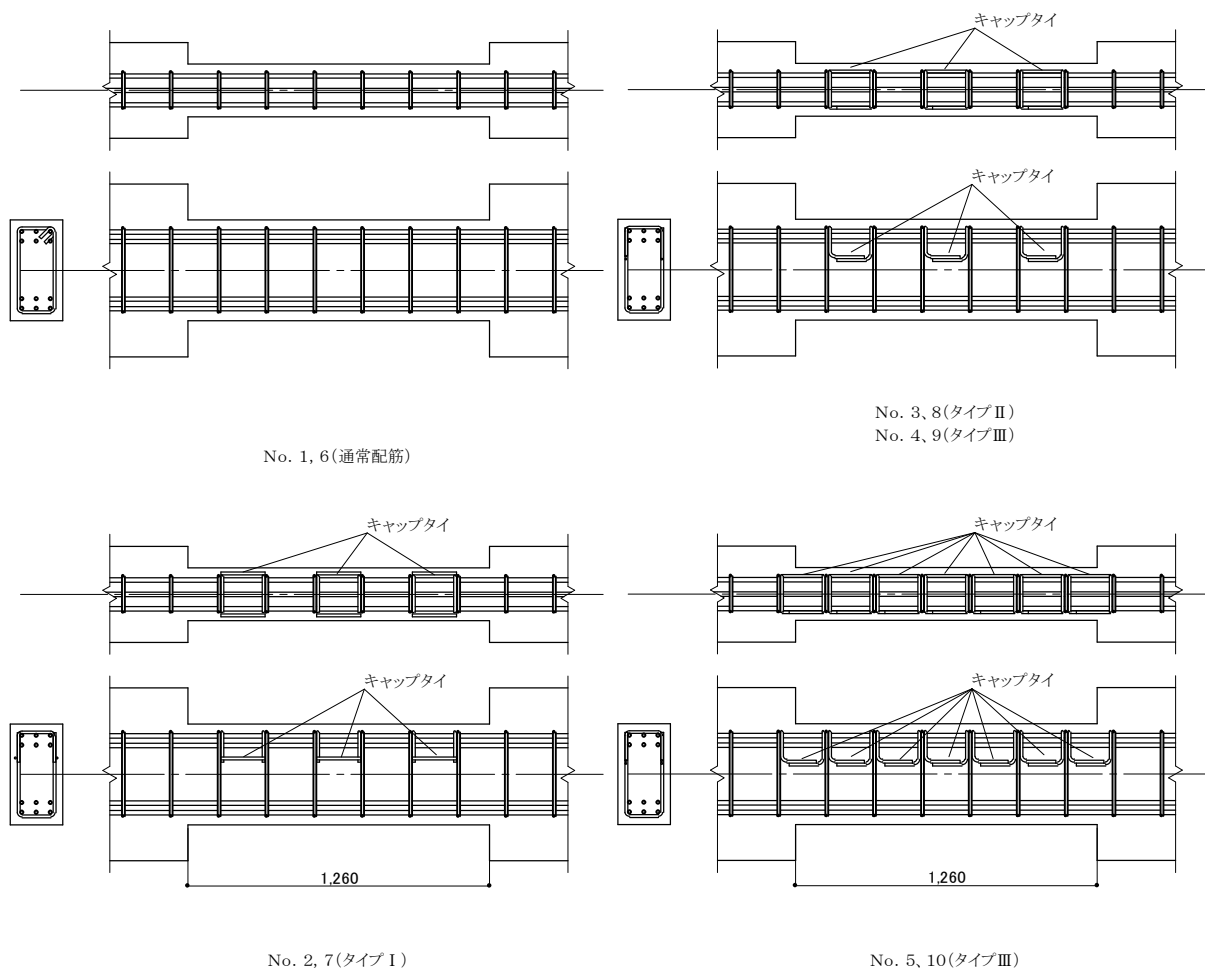 キャップタイ
キャップタイ
No. 1, 6(通常配筋)
No. 3、8(タイプⅡ)
No. 4、9(タイプⅢ)
キャップタイ
キャップタイ
キャップタイ
キャップタイ
1,260
1,260
No. 2, 7(タイプⅠ)
No. 5、10(タイプⅢ)